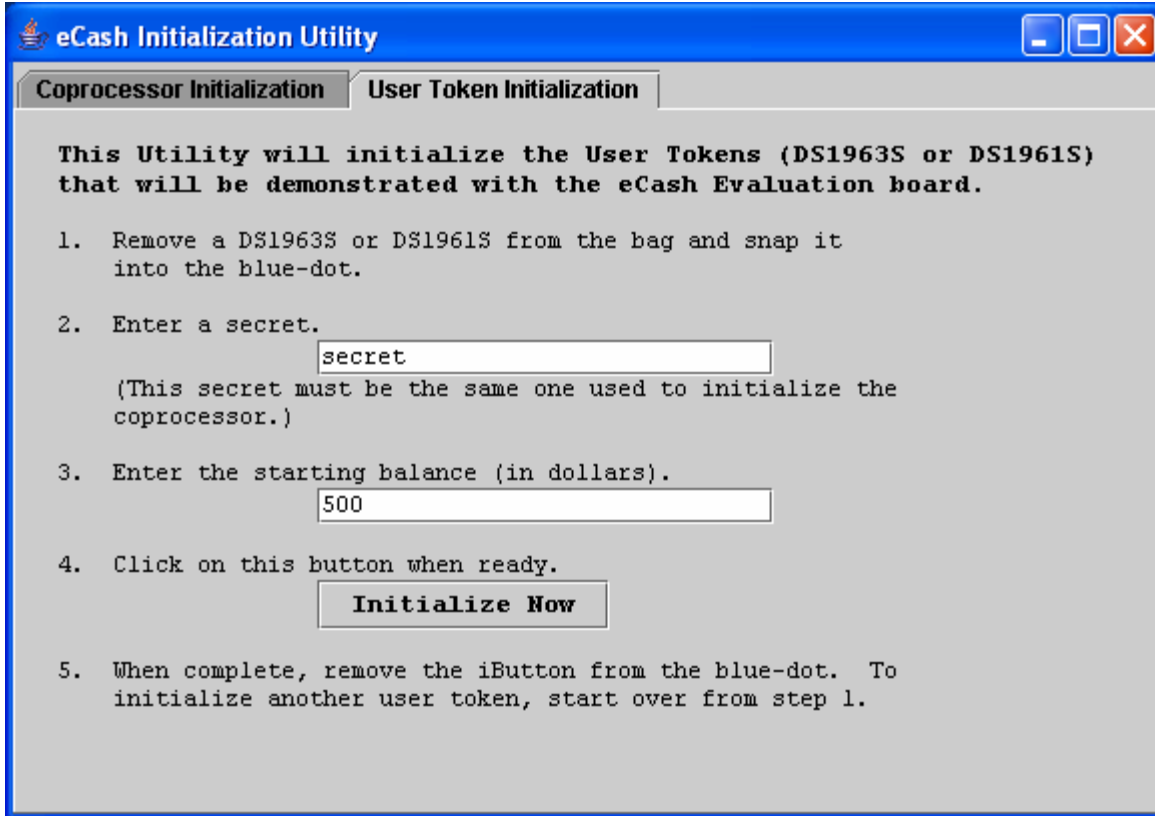 eCash Initialization Utility
Coprocessor Initialization User Token Initialization
This Utility will initialize the User Tokens (DS1963S or DS1961S)
that will be demonstrated with the eCash Evaluation board.
1. Remove a DS1963S or DS1961S from the bag and snap it
into the blue-dot.
2. Enter a secret.
secret
(This secret must be the same one used to initialize the
coprocessor.)
3. Enter the starting balance (in dollars).
500
4. Click on this button when ready.
Initialize Now
5. When complete, remove the iButton from the blue-dot. To
initialize another user token, start over from step 1.